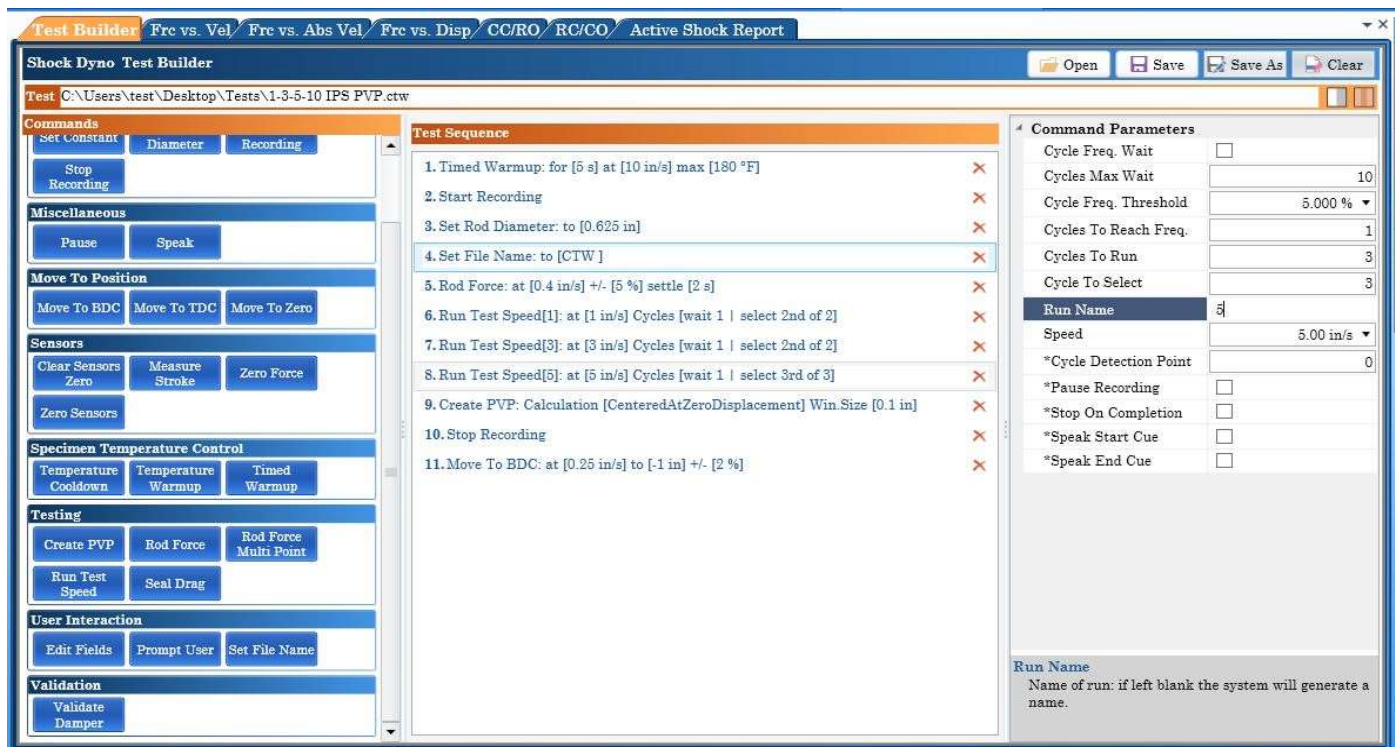 Test Builder Frc vs. Vel Frc vs. Abs Vel Frc vs. Disp CC/RO RC/CO Active Shock Report
Shock Dyno Test Builder
Open Save Save As Clear
Test C:\Users\test\Desktop\Tests\1-3-5-10 IPS PVP.ctw
Commands
Set Constant Diameter Recording
Stop
Recording
Miscellaneous
Pause Speak
Move To Position
Move To BDC Move To TDC Move To Zero
Sensors
Clear Sensors
Zero
Measure
Stroke
Zero Force
Zero Sensors
Specimen Temperature Control
Temperature
Cooldown
Temperature
Warmup
Timed
Warmup
Testing
Create PVP Rod Force
Rod Force
Multi Point
Run Test
Speed
Seal Drag
User Interaction
Edit Fields Prompt User Set File Name
Validation
Validate
Damper
Test Sequence
1. Timed Warmup: for [5 s] at [10 in/s] max [180 °F]
2. Start Recording
3. Set Rod Diameter: to [0.625 in]
4. Set File Name: to [CTW ]
5. Rod Force: at [0.4 in/s] +/- [5 %] settle [2 s]
6. Run Test Speed[1]: at [1 in/s] Cycles [wait 1 | select 2nd of 2]
7. Run Test Speed[3]: at [3 in/s] Cycles [wait 1 | select 2nd of 2]
8. Run Test Speed[5]: at [5 in/s] Cycles [wait 1 | select 3rd of 3]
9. Create PVP: Calculation [CenteredAtZeroDisplacement] Win.Size [0.1 in]
10. Stop Recording
11. Move To BDC: at [0.25 in/s] to [-1 in] +/- [2 %]
Command Parameters
Cycle Freq. Wait
Cycles Max Wait 10
Cycle Freq. Threshold 5.000 %
Cycles To Reach Freq. 1
Cycles To Run 3
Cycle To Select 3
Run Name 5
Speed 5.00 in/s
*Cycle Detection Point 0
*Pause Recording
*Stop On Completion
*Speak Start Cue
*Speak End Cue
Run Name
Name of run: if left blank the system will generate a
name.